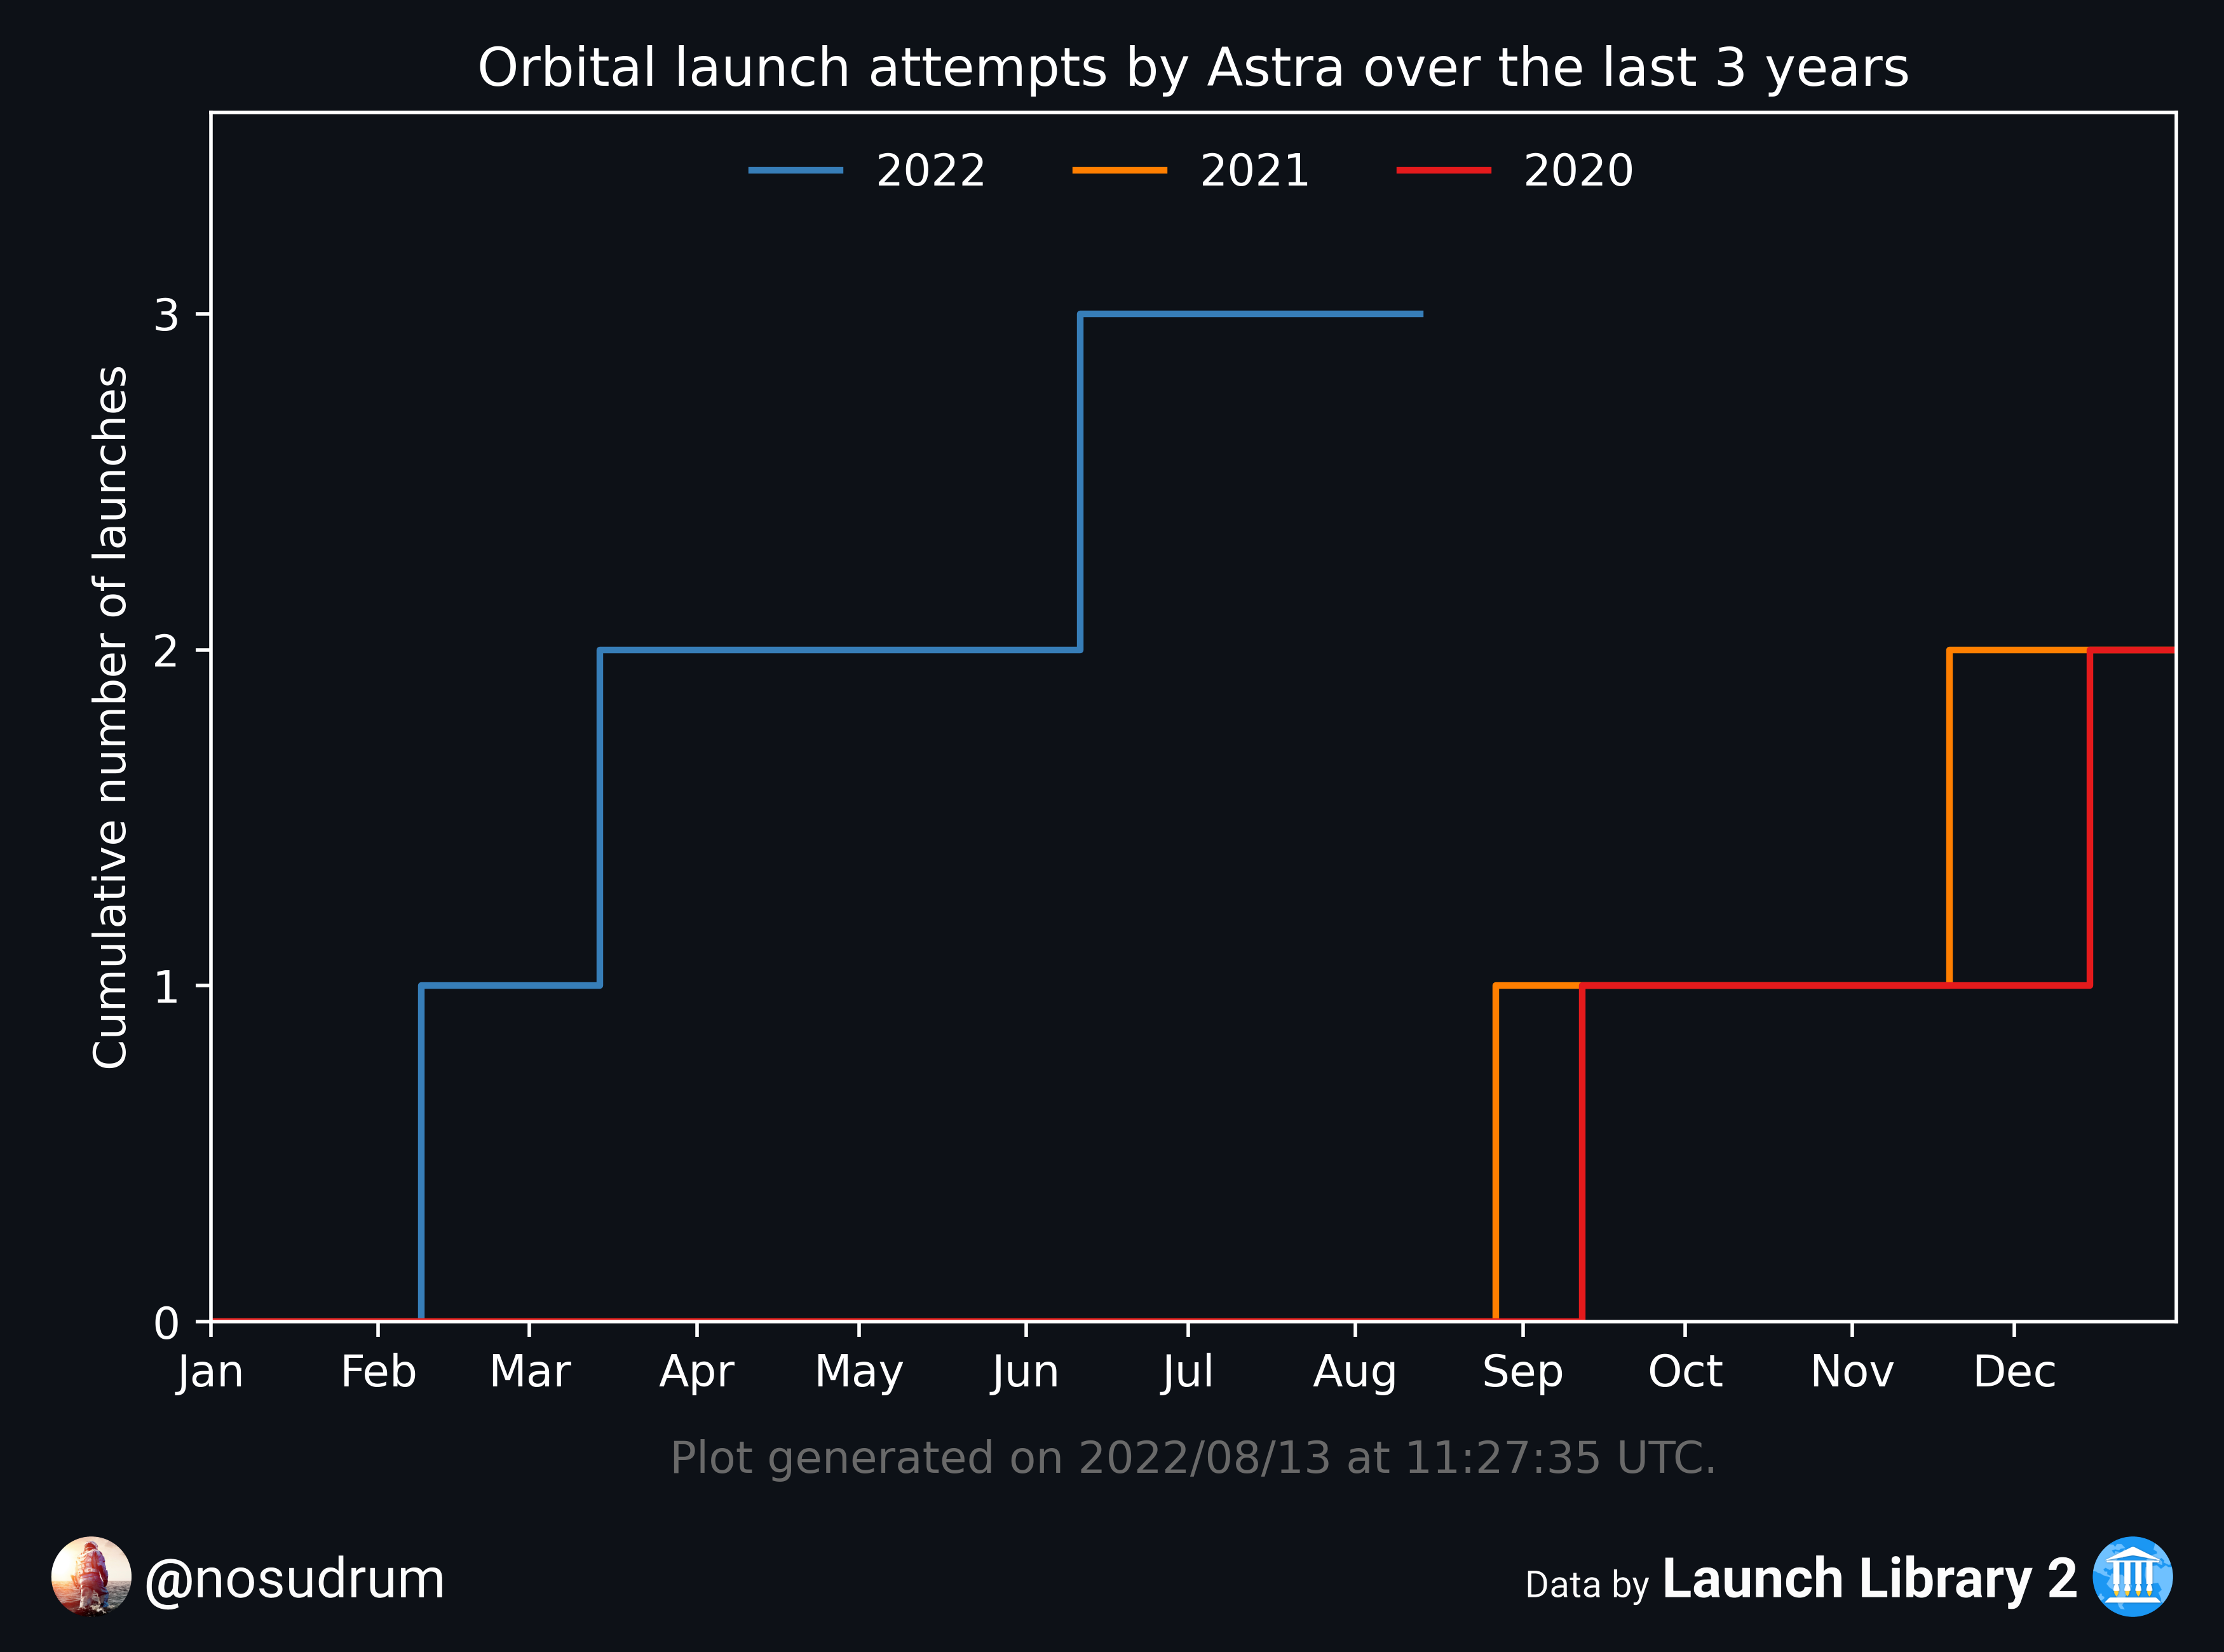 Orbital launch attempts by Astra over the last 3 years
2022 2021 2020
Cumulative number of launches
3
2
1
0
Jan Feb Mar Apr May Jun Jul Aug Sep Oct Nov Dec
Plot generated on 2022/08/13 at 11:27:35 UTC.
@nosudrum
Data by Launch Library 2